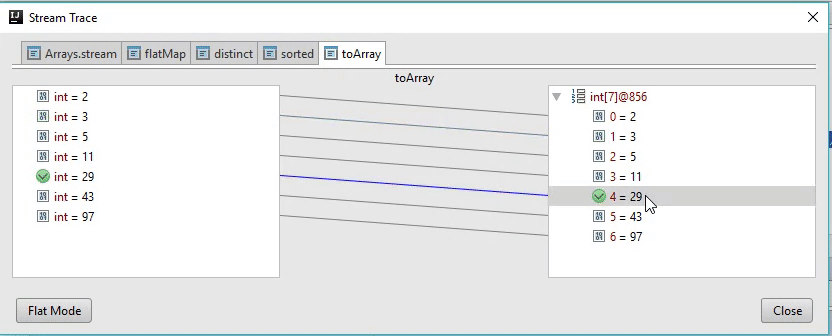 Stream Trace
Arrays.stream flatMap distinct sorted toArray
toArray
int = 2
int = 3
int = 5
int = 11
int = 29
int = 43
int = 97
int[7]@856
0 = 2
1 = 3
2 = 5
3 = 11
4 = 29
5 = 43
6 = 97
Flat Mode
Close